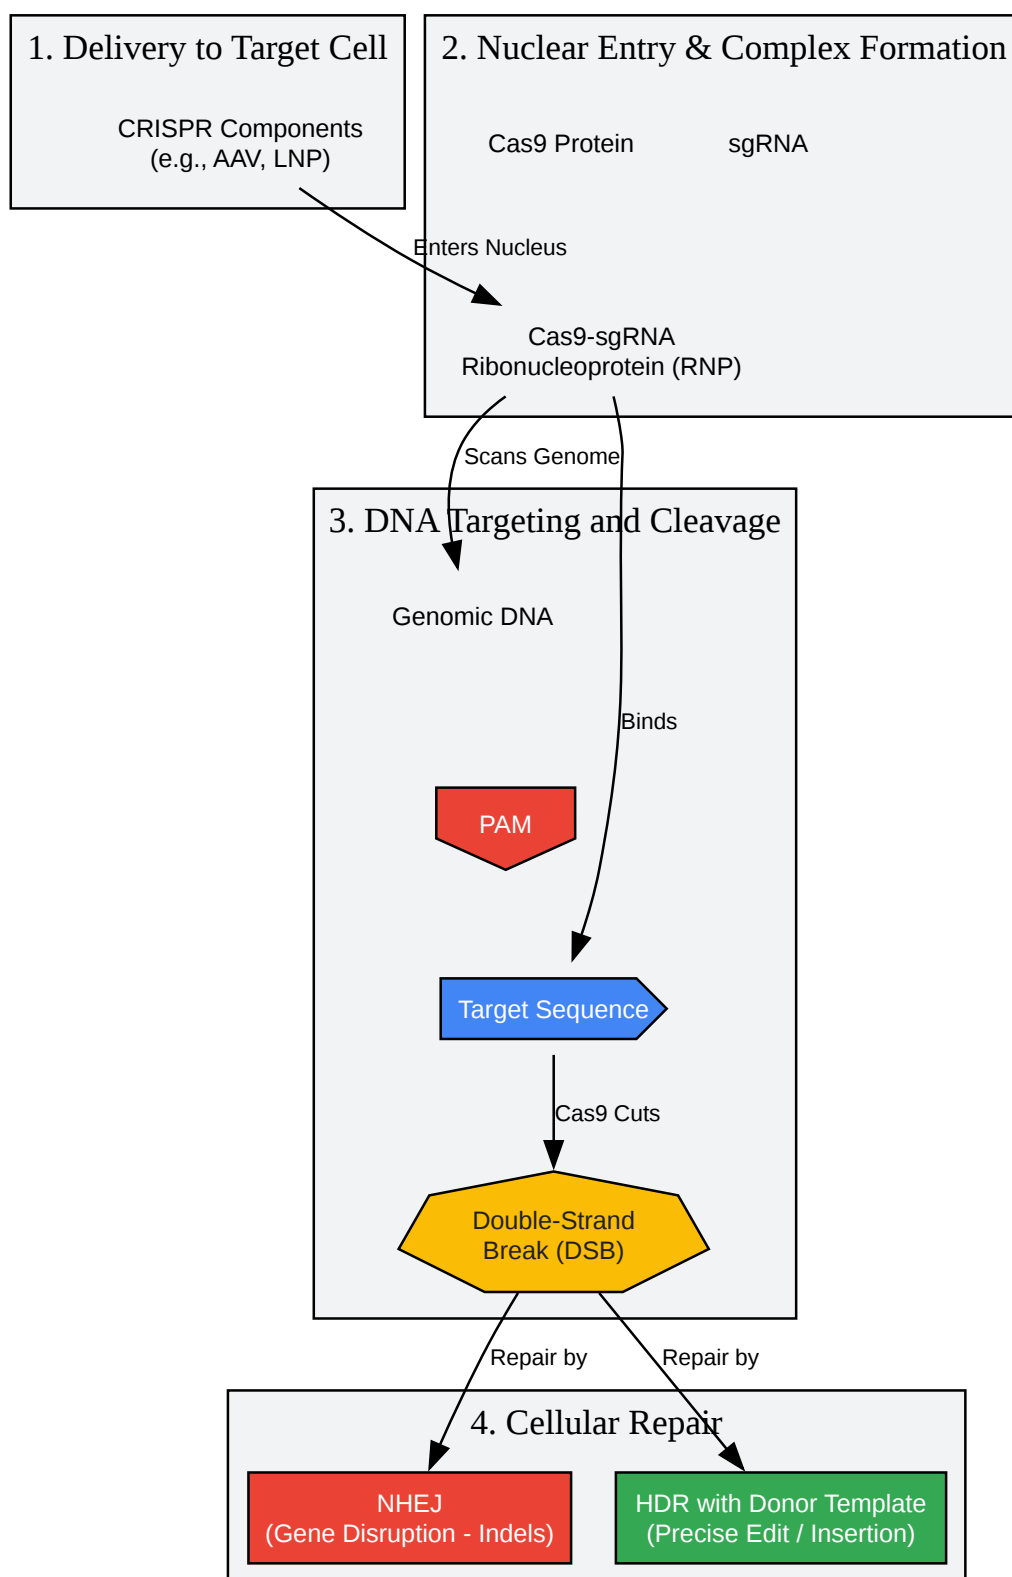 1. Delivery to Target Cell
CRISPR Components
(e.g., AAV, LNP)
2. Nuclear Entry & Complex Formation
Cas9 Protein
sgRNA
Enters Nucleus
Cas9-sgRNA
Ribonucleoprotein (RNP)
Scans Genome
3. DNA Targeting and Cleavage
Genomic DNA
Binds
PAM
Target Sequence
Cas9 Cuts
Double-Strand
Break (DSB)
Repair by
Repair by
4. Cellular Repair
NHEJ
(Gene Disruption - Indels)
HDR with Donor Template
(Precise Edit / Insertion)